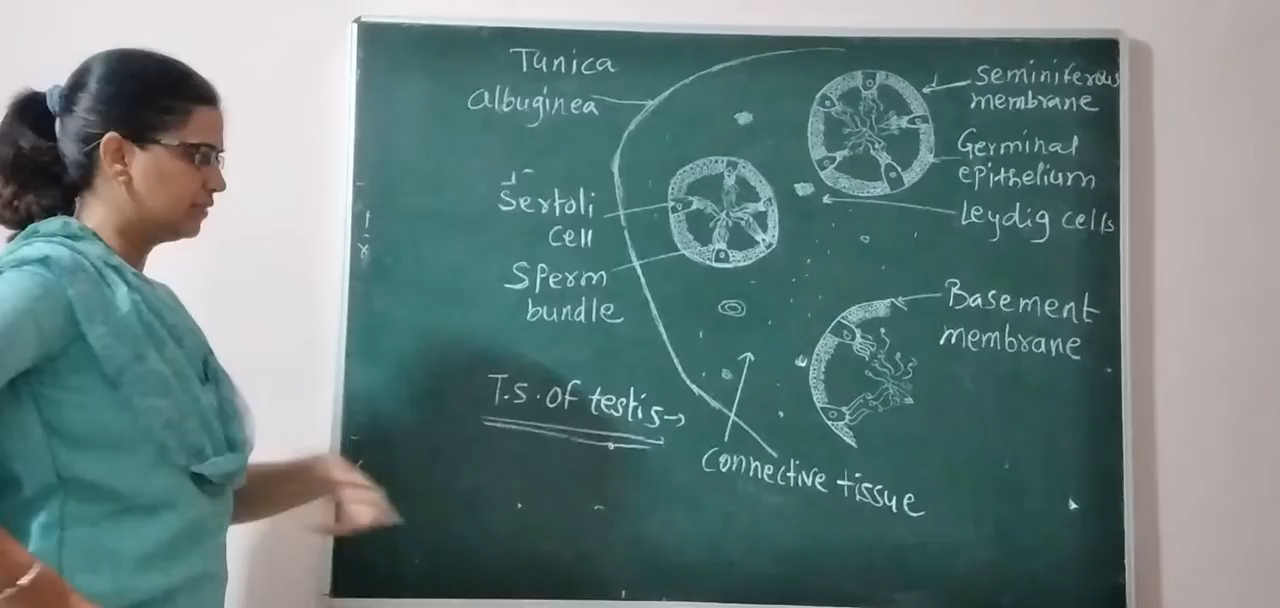 Tunica
albuginea
Seminiferous
membrane
Germinal
epithelium
Leydig cells
Sertoli
cell
Sperm
bundle
Basement
membrane
T.S. of testis→
Connective tissue